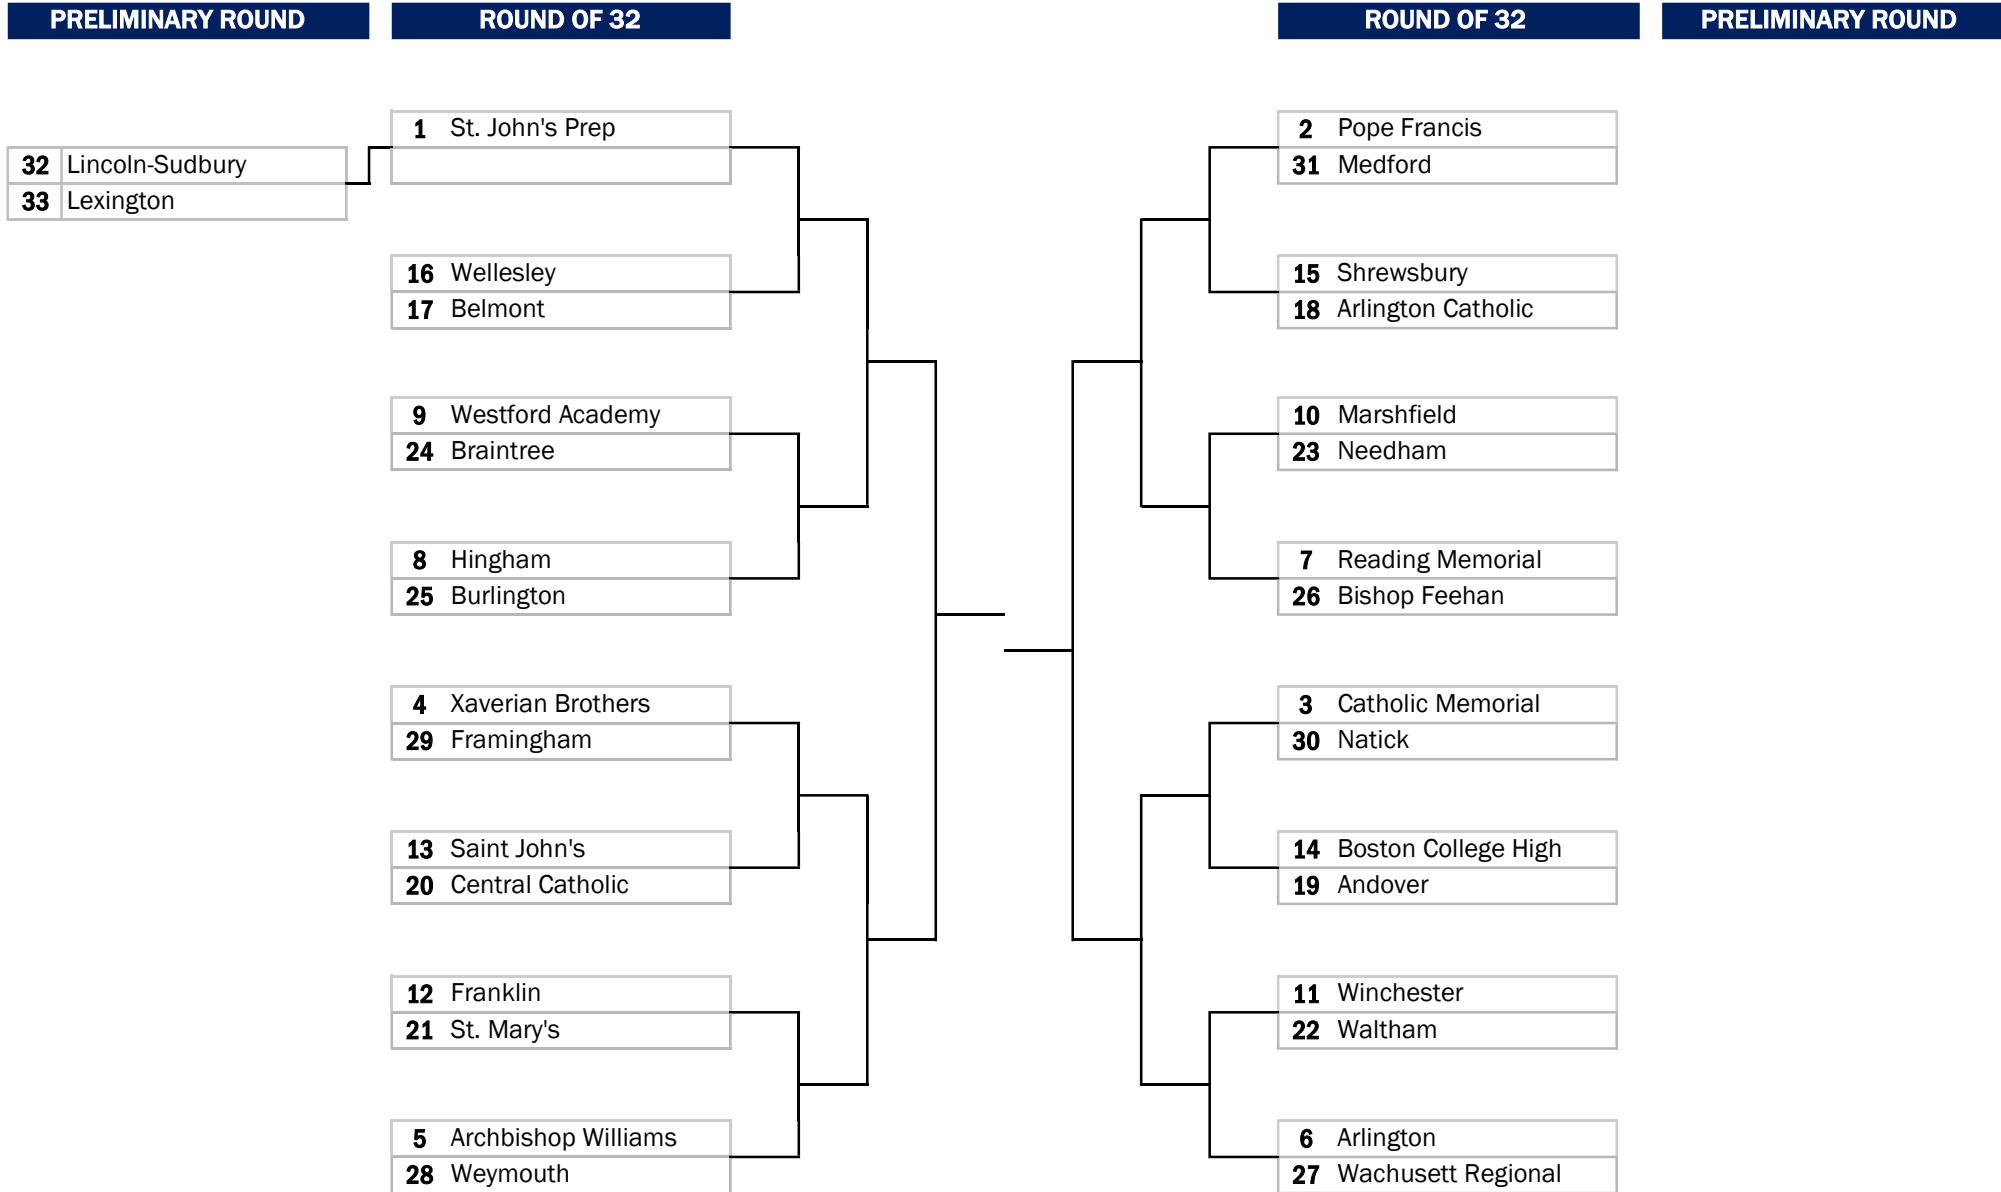 PRELIMINARY ROUND
ROUND OF 32
ROUND OF 32
PRELIMINARY ROUND
32 Lincoln-Sudbury
33 Lexington
1 St. John's Prep
16 Wellesley
17 Belmont
9 Westford Academy
24 Braintree
8 Hingham
25 Burlington
4 Xaverian Brothers
29 Framingham
13 Saint John's
20 Central Catholic
12 Franklin
21 St. Mary's
5 Archbishop Williams
28 Weymouth
2 Pope Francis
31 Medford
15 Shrewsbury
18 Arlington Catholic
10 Marshfield
23 Needham
7 Reading Memorial
26 Bishop Feehan
3 Catholic Memorial
30 Natick
14 Boston College High
19 Andover
11 Winchester
22 Waltham
6 Arlington
27 Wachusett Regional